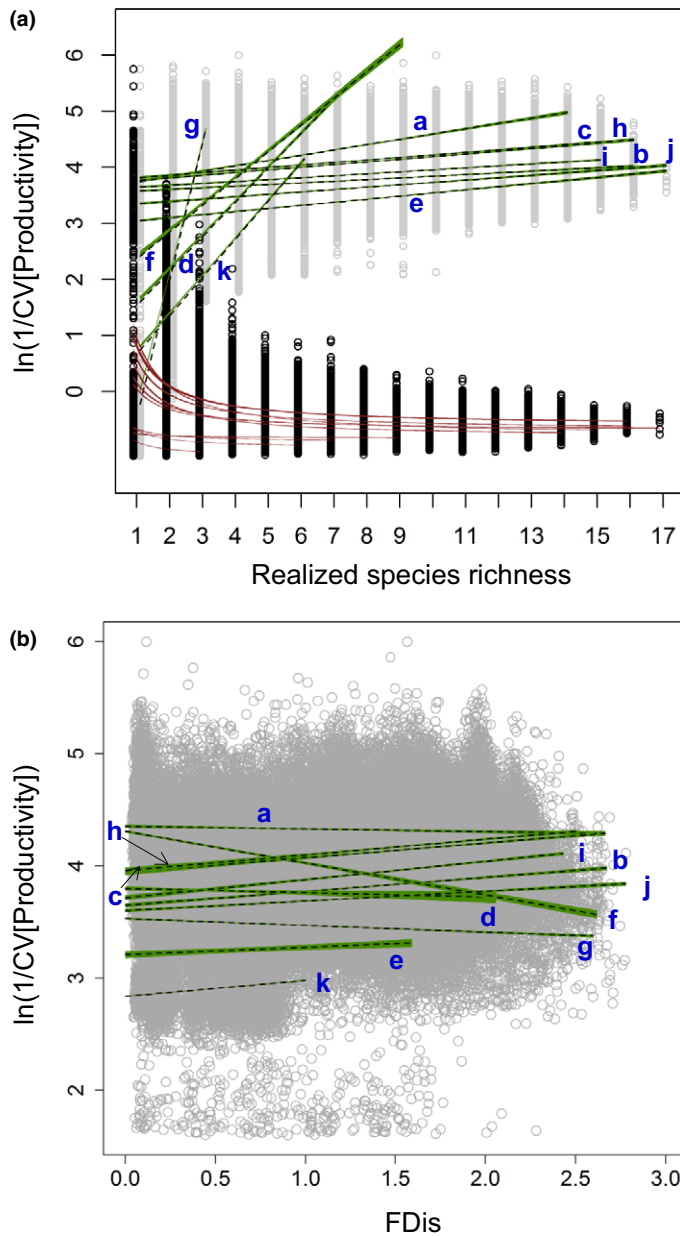 (a)
ln(1/CV[Productivity])
6
5
4
3
2
1
0
g
a
c
h
i
b
j
e
f
d
k
1 2 3 4 5 6 7 8 9 11 13 15 17
Realized species richness
(b)
ln(1/CV[Productivity])
6
5
4
3
2
a
h
c
i
b
j
d
f
g
e
k
0.0 0.5 1.0 1.5 2.0 2.5 3.0
FDis